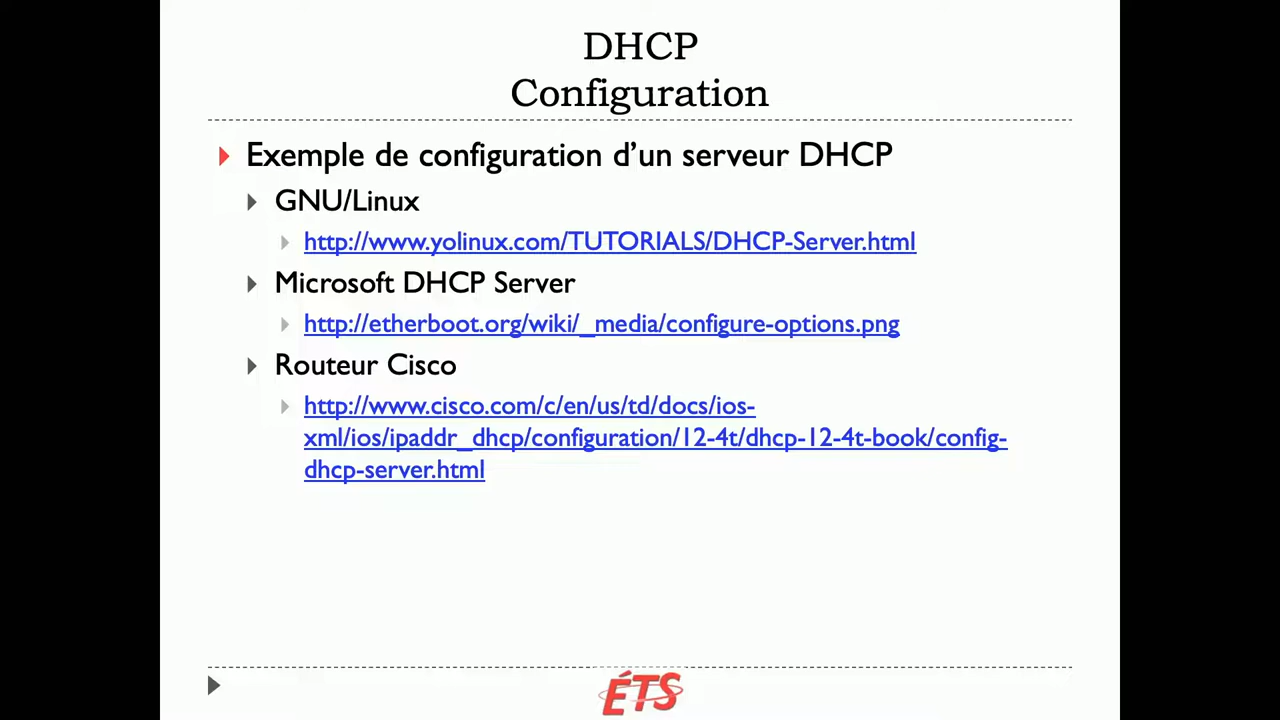 DHCP
Configuration
Exemple de configuration d’un serveur DHCP
GNU/Linux
http://www.yolinux.com/TUTORIALS/DHCP-Server.html
Microsoft DHCP Server
http://etherboot.org/wiki/_media/configure-options.png
Routeur Cisco
http://www.cisco.com/c/en/us/td/docs/ios-
xml/ios/ipaddr_dhcp/configuration/12-4t/dhcp-12-4t-book/config-
dhcp-server.html
ÉTS